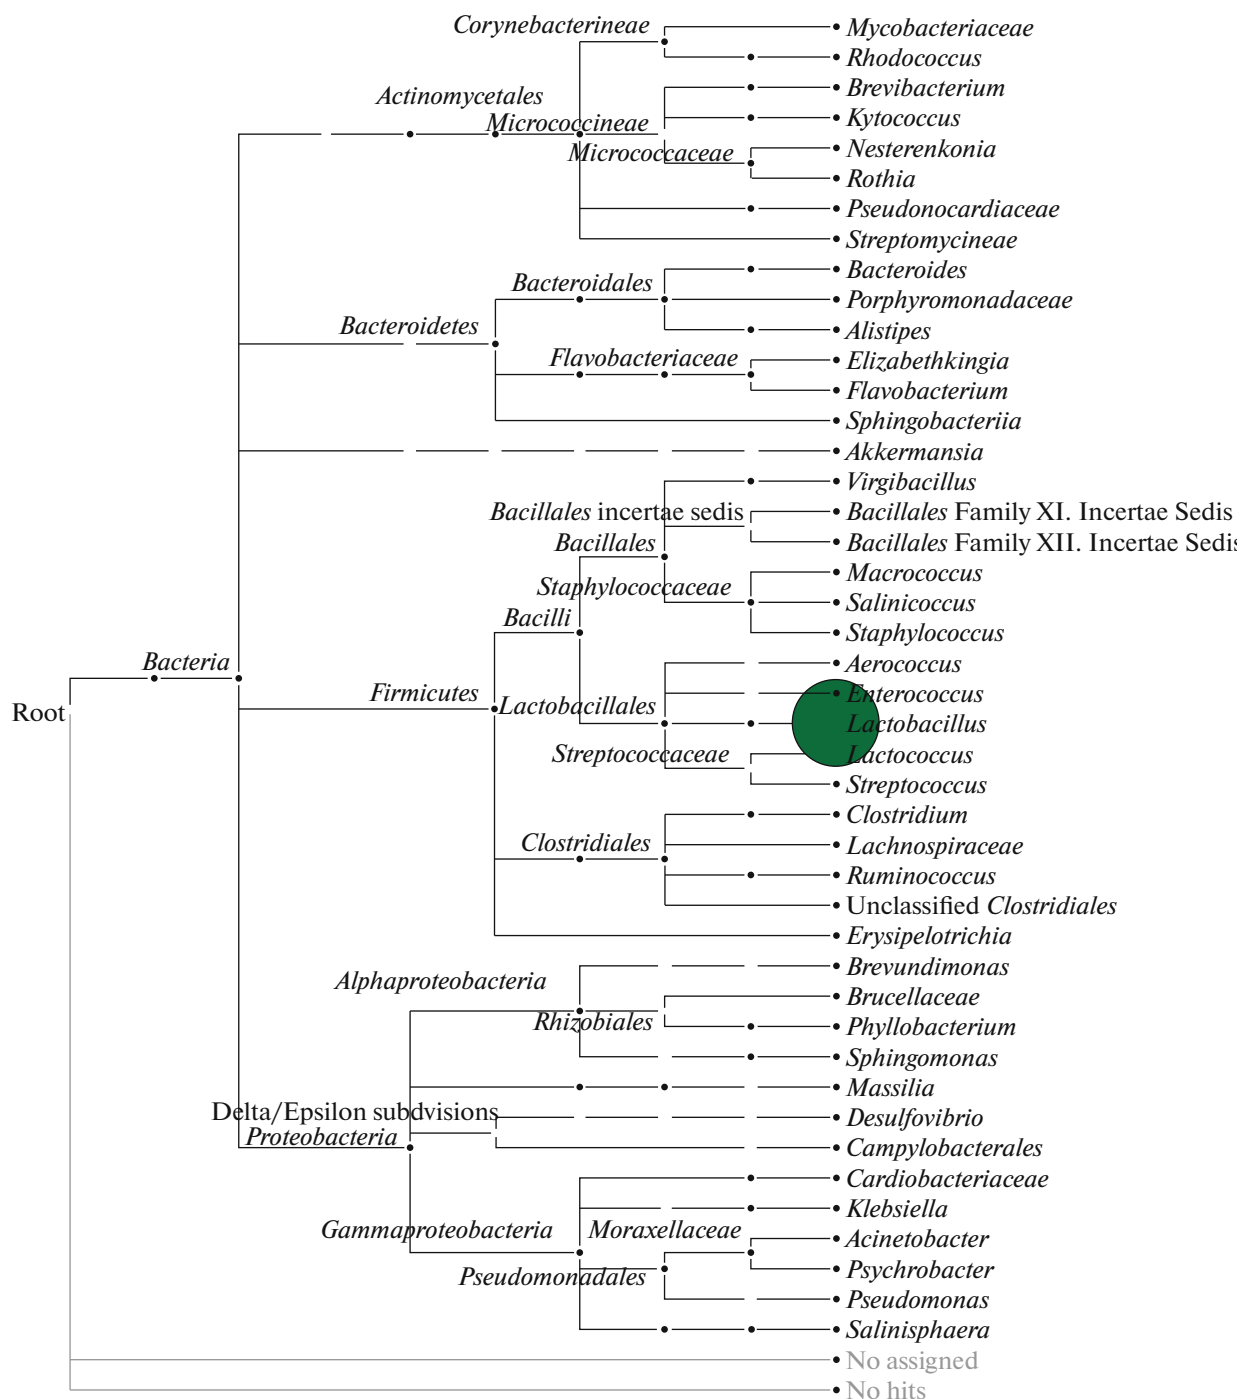 Corynebacterineae
Mycobacteriaceae
Rhodococcus
Brevibacterium
Actinomycetales
Micrococcineae
Kytococcus
Micrococcaceae
Nesterenkonia
Rothia
Pseudonocardiaceae
Streptomycineae
Bacteroides
Bacteroidales
Porphyromonadaceae
Bacteroidetes
Alistipes
Flavobacteriaceae
Elizabethkingia
Flavobacterium
Sphingobacteriia
Akkermansia
Virgibacillus
Bacillales incertae sedis
Bacillales Family XI. Incertae Sedis
Bacillales
Bacillales Family XII. Incertae Sedis
Staphylococcaceae
Macrococcus
Salinicoccus
Bacilli
Staphylococcus
Bacteria
Aerococcus
Firmicutes
Enterococcus
Root
Lactobacillales
Lactobacillus
Streptococcaceae
Lactococcus
Streptococcus
Clostridium
Clostridiales
Lachnospiraceae
Ruminococcus
Unclassified Clostridiales
Erysipelotrichia
Alphaproteobacteria
Brevundimonas
Brucellaceae
Rhizobiales
Phyllobacterium
Sphingomonas
Massilia
Delta/Epsilon subdvisions
Desulfovibrio
Proteobacteria
Campylobacterales
Cardiobacteriaceae
Klebsiella
Gammaproteobacteria
Moraxellaceae
Acinetobacter
Pseudomonadales
Psychrobacter
Pseudomonas
Salinisphaera
No assigned
No hits